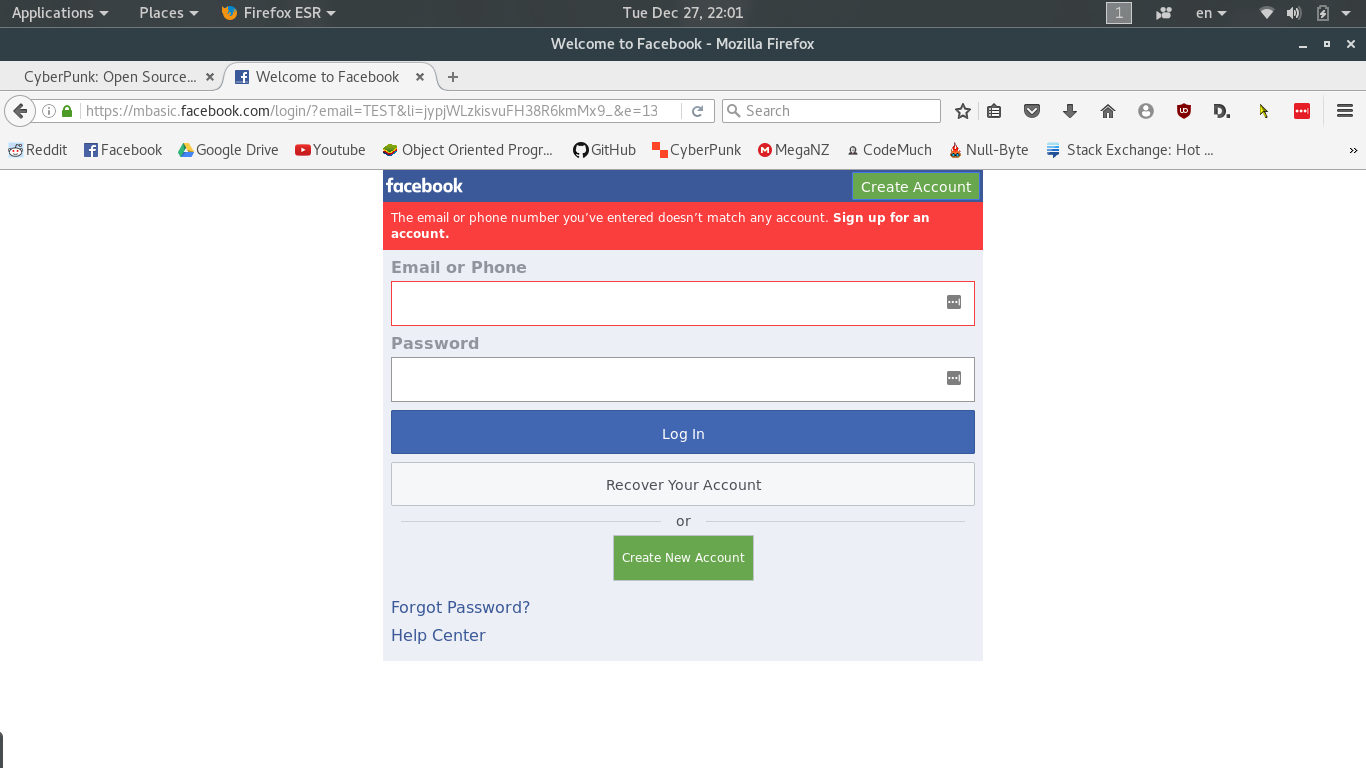 Applications Places Firefox ESR Tue Dec 27, 22:01 1 en
Welcome to Facebook - Mozilla Firefox
CyberPunk: Open Source... Welcome to Facebook
https://mbasic.facebook.com/login/?email=TEST&li=jypjWLzkisvuFH38R6kmMx9_&e=13 Search
Reddit Facebook Google Drive Youtube Object Oriented Progr... GitHub CyberPunk MegaNZ CodeMuch Null-Byte Stack Exchange: Hot ... »
facebook Create Account
The email or phone number you’ve entered doesn’t match any account. Sign up for an
account.
Email or Phone
Password
Log In
Recover Your Account
or
Create New Account
Forgot Password?
Help Center